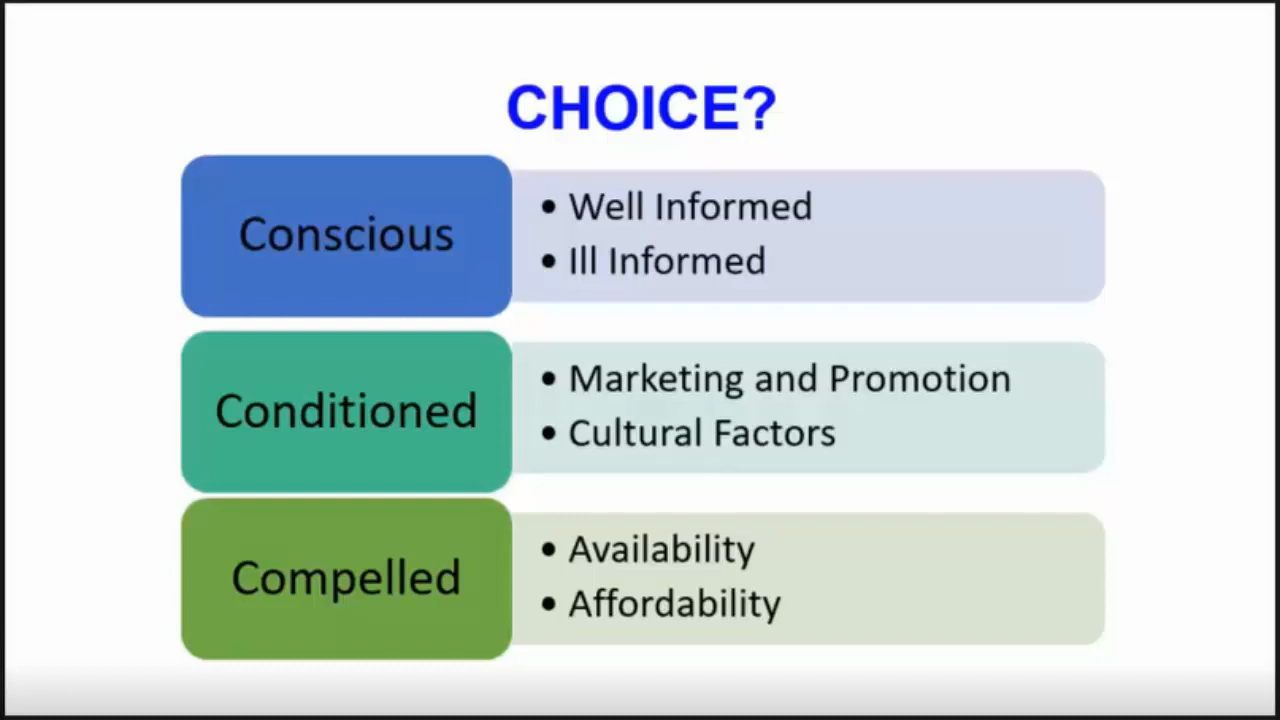 CHOICE?
Conscious
• Well Informed
• Ill Informed
Conditioned
• Marketing and Promotion
• Cultural Factors
Compelled
• Availability
• Affordability